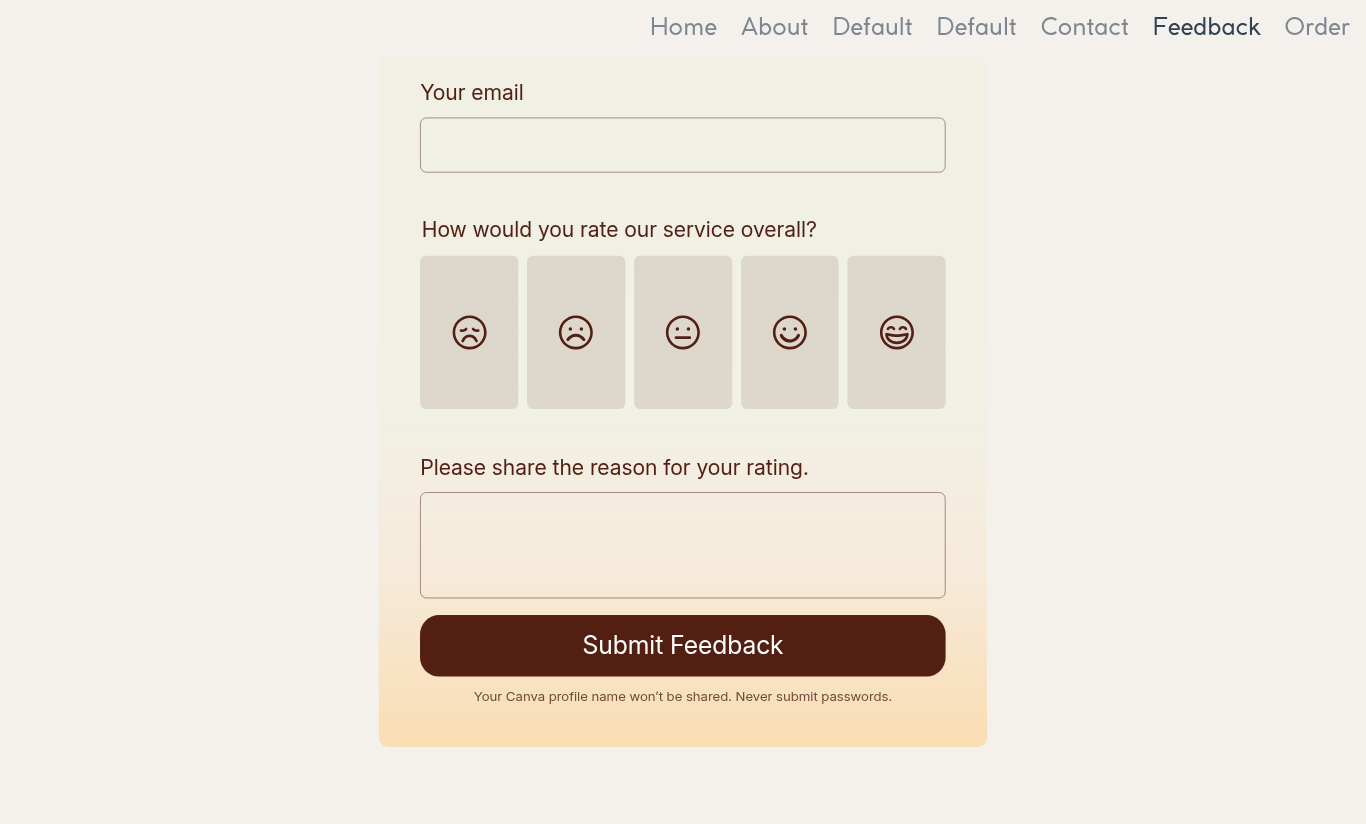 Home About Default Default Contact Feedback Order
Your email
How would you rate our service overall?
Please share the reason for your rating.
Submit Feedback
Your Canva profile name won’t be shared. Never submit passwords.